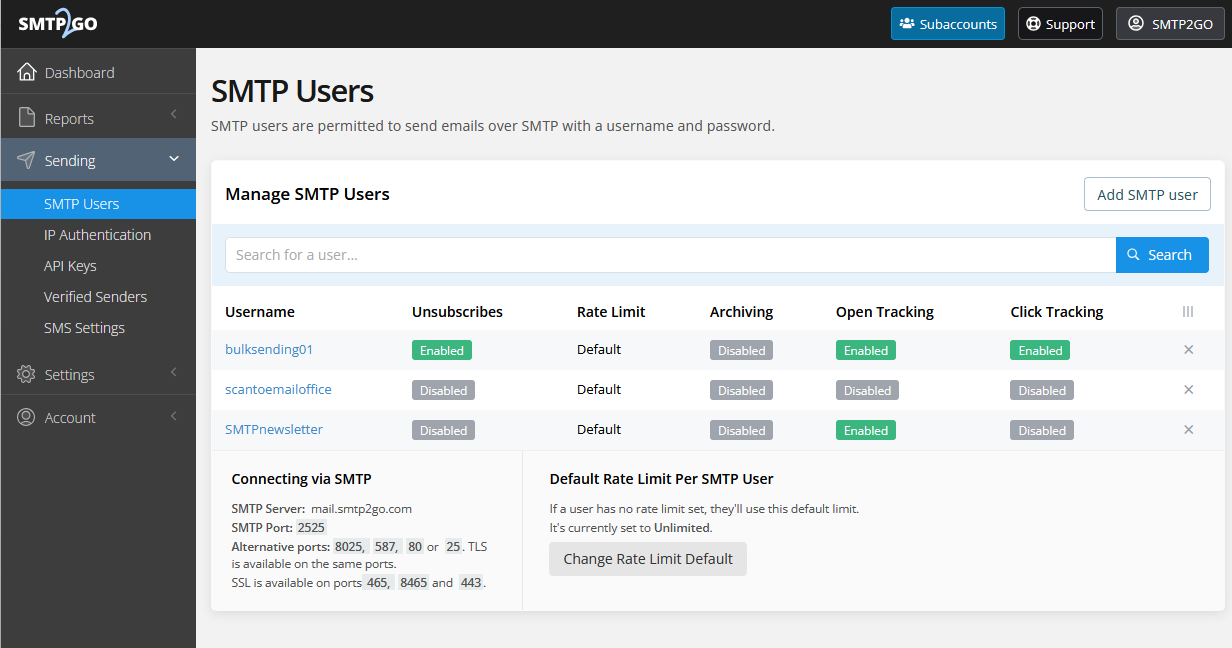 SMTP2GO
Subaccounts
Support
SMTP2GO
Dashboard
Reports
Sending
SMTP Users
IP Authentication
API Keys
Verified Senders
SMS Settings
Settings
Account
SMTP Users
SMTP users are permitted to send emails over SMTP with a username and password.
Manage SMTP Users
Add SMTP user
Search for a user...
Search
Username Unsubscribes Rate Limit Archiving Open Tracking Click Tracking
bulksending01 Enabled Default Disabled Enabled Enabled
scantoemailoffice Disabled Default Disabled Disabled Disabled
SMTPnewsletter Disabled Default Disabled Enabled Disabled
Connecting via SMTP
SMTP Server: mail.smtp2go.com
SMTP Port: 2525
Alternative ports: 8025, 587, 80 or 25. TLS
is available on the same ports.
SSL is available on ports 465, 8465 and 443.
Default Rate Limit Per SMTP User
If a user has no rate limit set, they'll use this default limit.
It's currently set to Unlimited.
Change Rate Limit Default